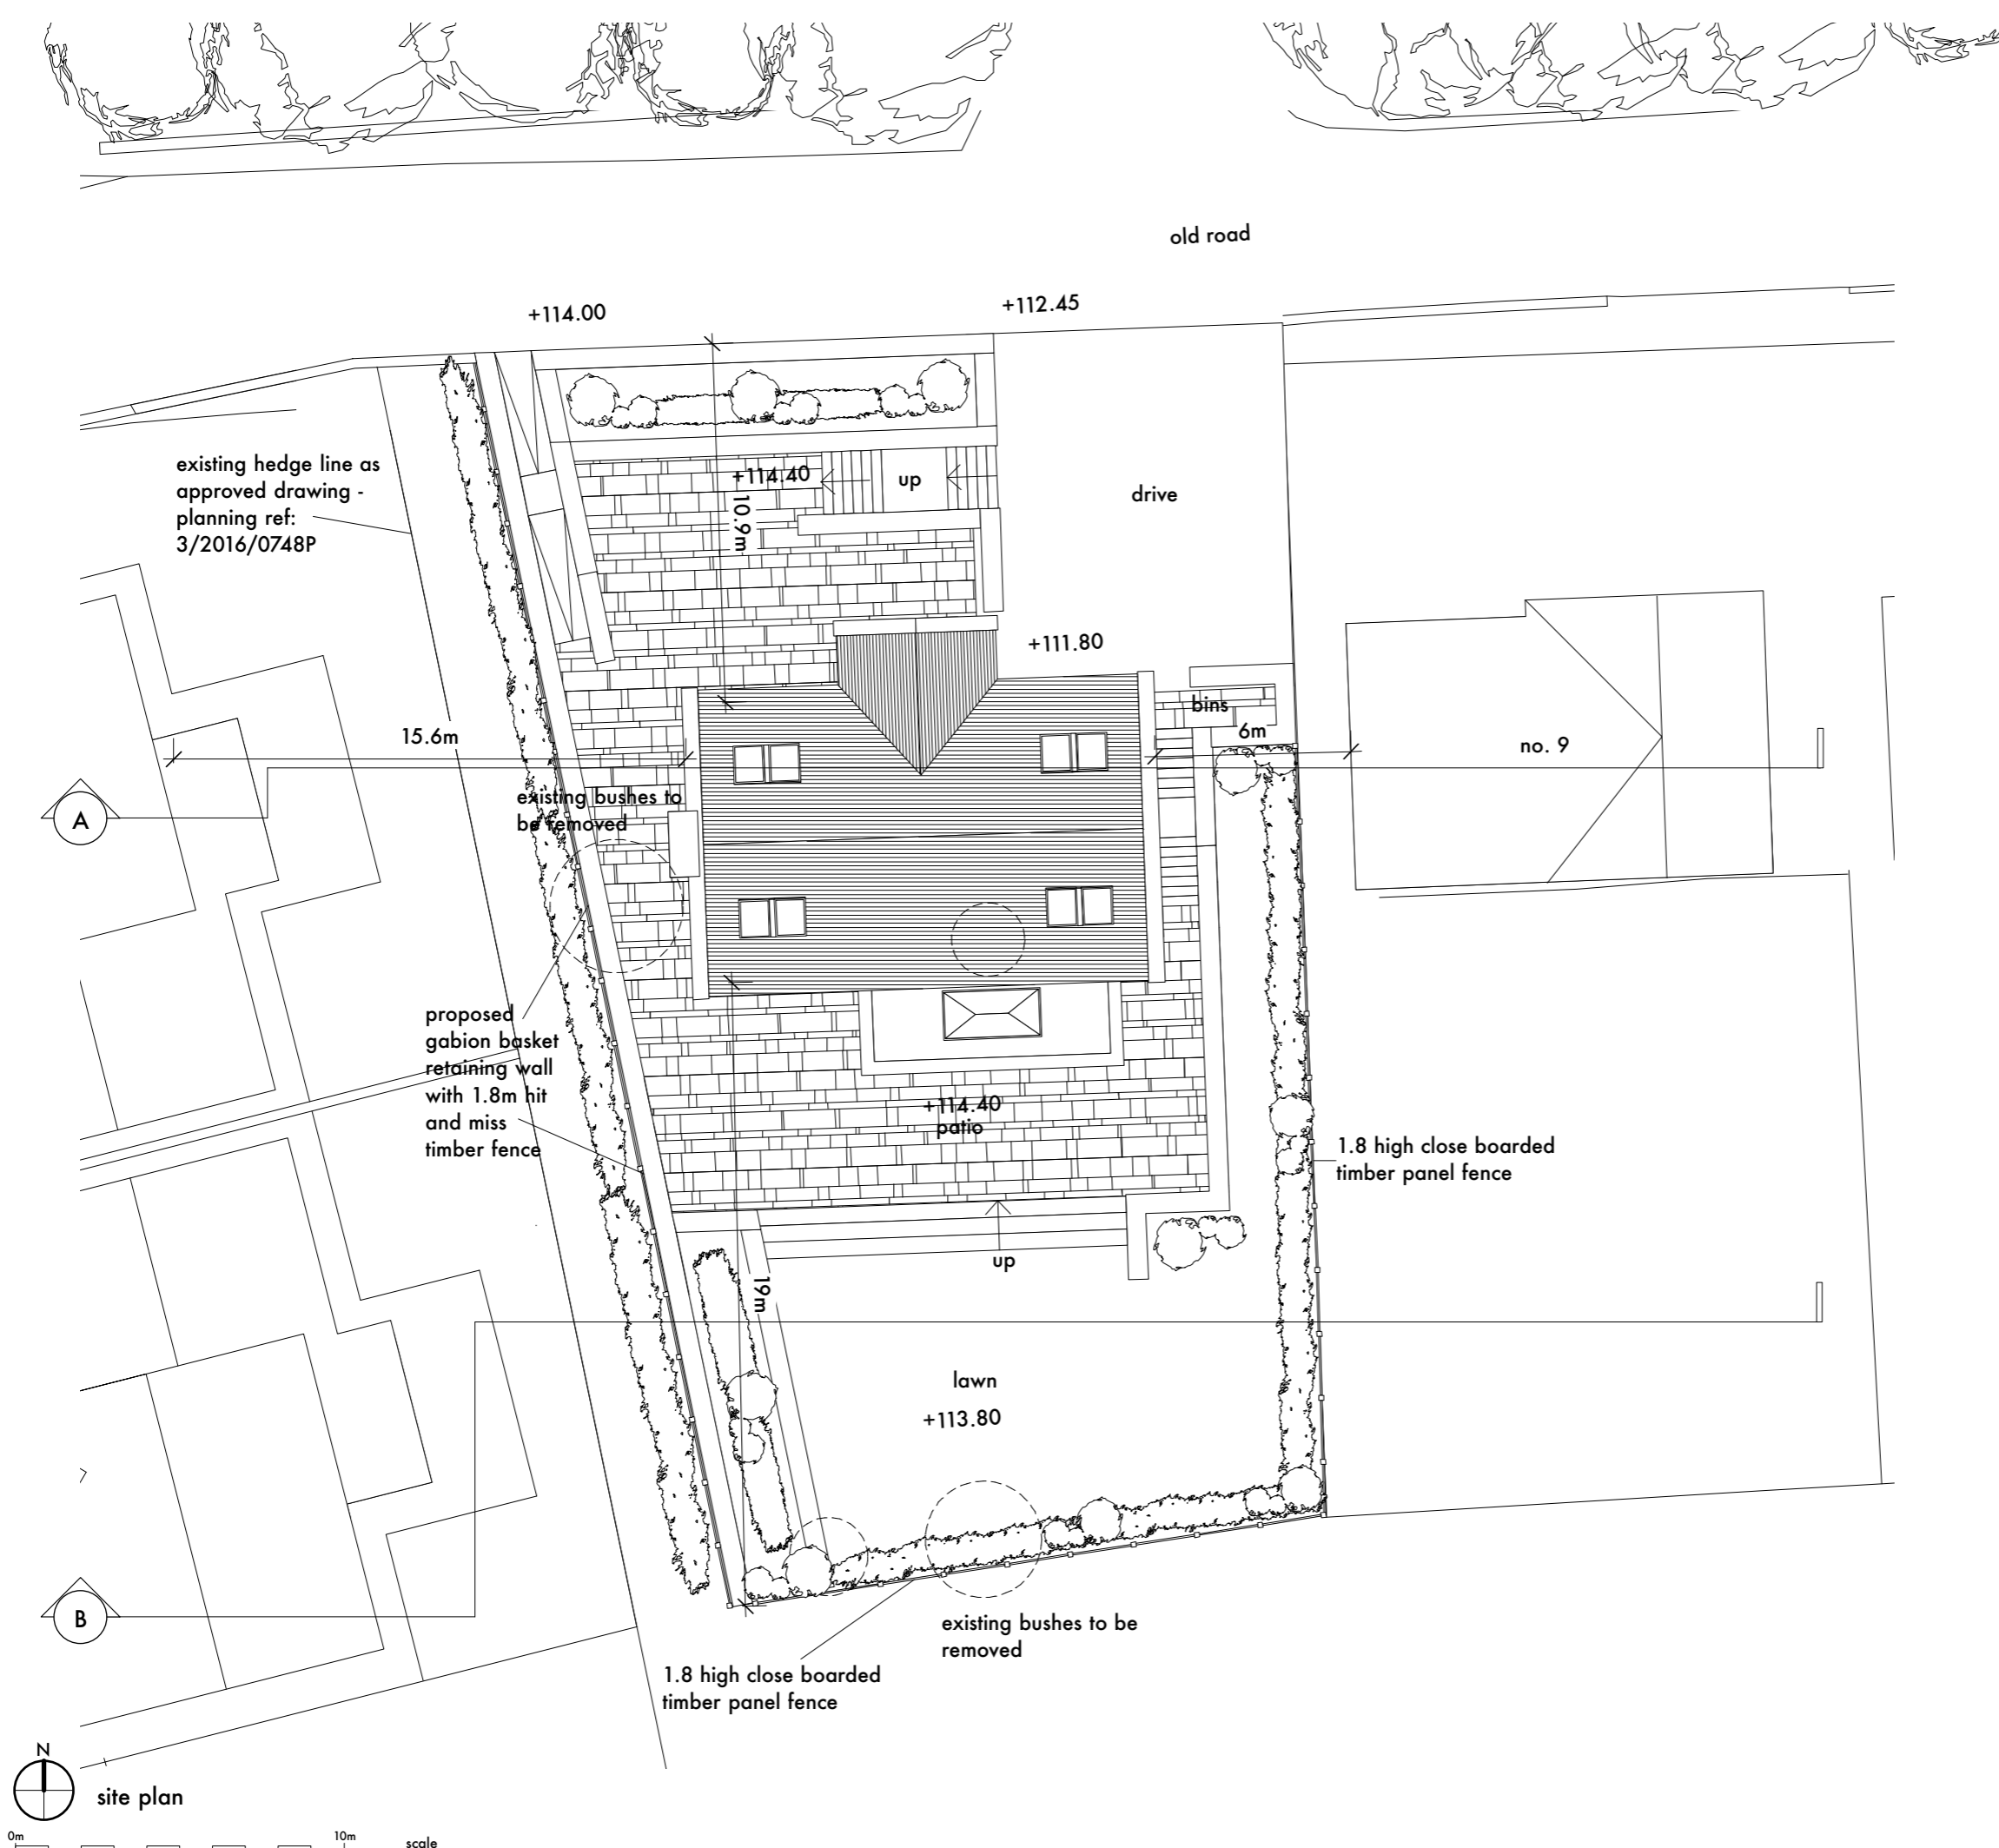 old road
+114.00
+112.45
existing hedge line as
approved drawing -
planning ref:
3/2016/0748P
+114.40
up
10.9m
drive
+111.80
bins
6m
15.6m
no. 9
existing bushes to
be removed
A
proposed
gabion basket
retaining wall
with 1.8m hit
and miss
timber fence
+114.40
patio
1.8 high close boarded
timber panel fence
up
19m
lawn
+113.80
B
existing bushes to be
removed
1.8 high close boarded
timber panel fence
N
site plan
0m
10m
scale